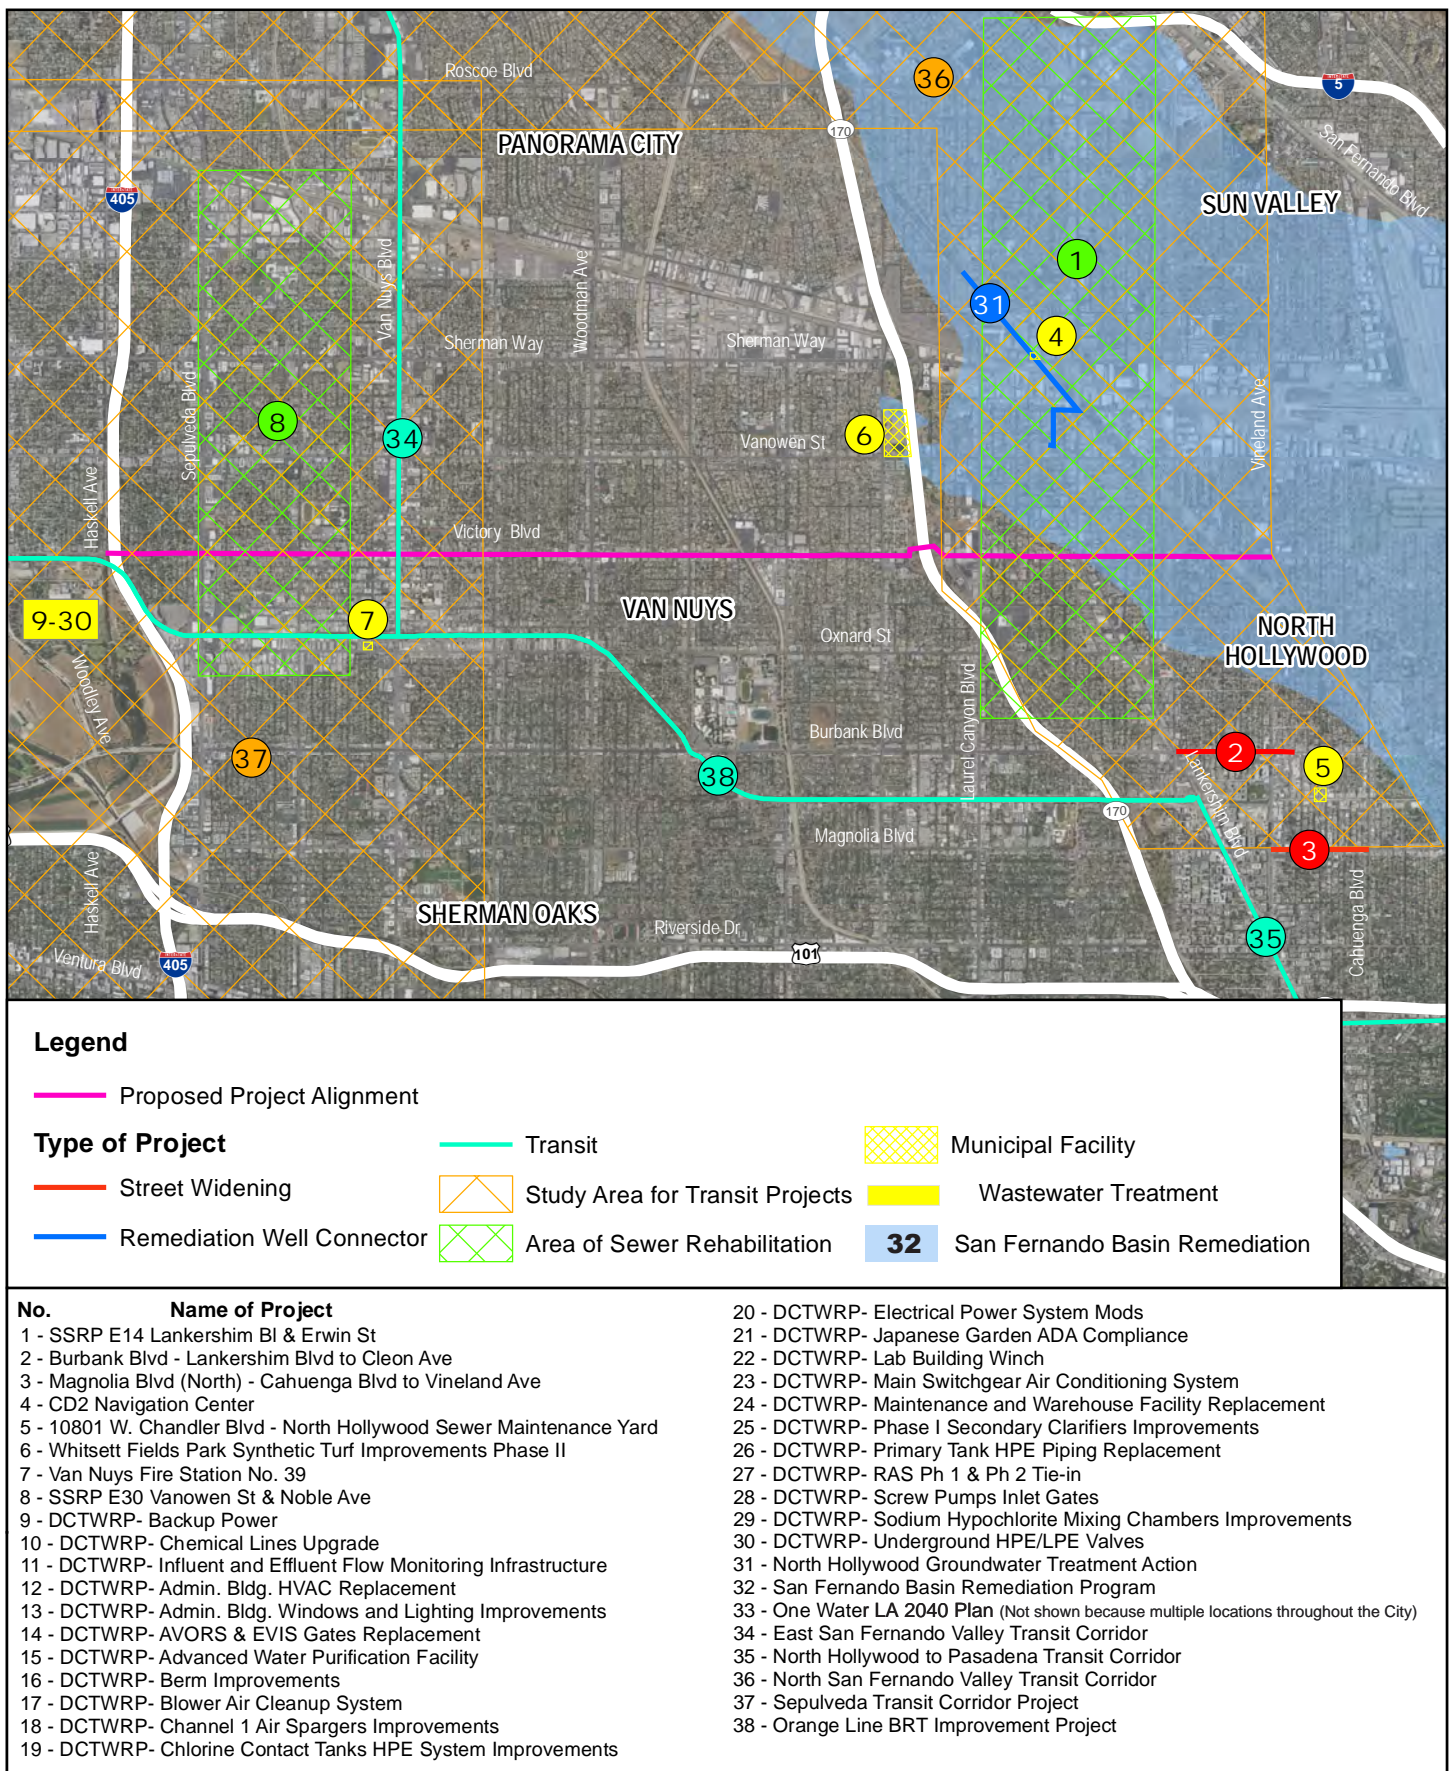 Roscoe Blvd
36
INTERSTATE
5
170
PANORAMA CITY
San Fernando Blvd
INTERSTATE
405
SUN VALLEY
Van Nuys Blvd
Woodman Ave
1
31
4
Sherman Way
Sherman Way
Sepulveda Blvd
8
34
6
Vanowen St
Vineland Ave
Haskell Ave
Victory Blvd
9-30
7
VAN NUYS
Oxnard St
NORTH
HOLLYWOOD
Woodley Ave
Laurel Canyon Blvd
37
Burbank Blvd
2
5
38
Lankershim Blvd
170
Magnolia Blvd
3
Haskell Ave
SHERMAN OAKS
Riverside Dr
Cahuenga Blvd
35
Ventura Blvd
INTERSTATE
405
101
Legend
Proposed Project Alignment
Type of Project
Street Widening
Remediation Well Connector
Transit
Study Area for Transit Projects
Area of Sewer Rehabilitation
Municipal Facility
Wastewater Treatment
32 San Fernando Basin Remediation
No. Name of Project
1 - SSRP E14 Lankershim Bl & Erwin St
2 - Burbank Blvd - Lankershim Blvd to Cleon Ave
3 - Magnolia Blvd (North) - Cahuenga Blvd to Vineland Ave
4 - CD2 Navigation Center
5 - 10801 W. Chandler Blvd - North Hollywood Sewer Maintenance Yard
6 - Whitsett Fields Park Synthetic Turf Improvements Phase II
7 - Van Nuys Fire Station No. 39
8 - SSRP E30 Vanowen St & Noble Ave
9 - DCTWRP- Backup Power
10 - DCTWRP- Chemical Lines Upgrade
11 - DCTWRP- Influent and Effluent Flow Monitoring Infrastructure
12 - DCTWRP- Admin. Bldg. HVAC Replacement
13 - DCTWRP- Admin. Bldg. Windows and Lighting Improvements
14 - DCTWRP- AVORS & EVIS Gates Replacement
15 - DCTWRP- Advanced Water Purification Facility
16 - DCTWRP- Berm Improvements
17 - DCTWRP- Blower Air Cleanup System
18 - DCTWRP- Channel 1 Air Spargers Improvements
19 - DCTWRP- Chlorine Contact Tanks HPE System Improvements
20 - DCTWRP- Electrical Power System Mods
21 - DCTWRP- Japanese Garden ADA Compliance
22 - DCTWRP- Lab Building Winch
23 - DCTWRP- Main Switchgear Air Conditioning System
24 - DCTWRP- Maintenance and Warehouse Facility Replacement
25 - DCTWRP- Phase I Secondary Clarifiers Improvements
26 - DCTWRP- Primary Tank HPE Piping Replacement
27 - DCTWRP- RAS Ph 1 & Ph 2 Tie-in
28 - DCTWRP- Screw Pumps Inlet Gates
29 - DCTWRP- Sodium Hypochlorite Mixing Chambers Improvements
30 - DCTWRP- Underground HPE/LPE Valves
31 - North Hollywood Groundwater Treatment Action
32 - San Fernando Basin Remediation Program
33 - One Water LA 2040 Plan (Not shown because multiple locations throughout the City)
34 - East San Fernando Valley Transit Corridor
35 - North Hollywood to Pasadena Transit Corridor
36 - North San Fernando Valley Transit Corridor
37 - Sepulveda Transit Corridor Project
38 - Orange Line BRT Improvement Project